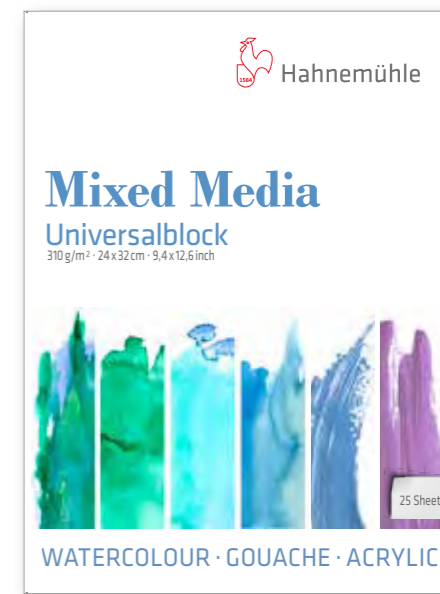 1584
Hahnemühle
Mixed Media
Universalblock
310 g/m² · 24 x 32 cm · 9,4 x 12,6 inch
25 Sheet
WATERCOLOUR · GOUACHE · ACRYLIC